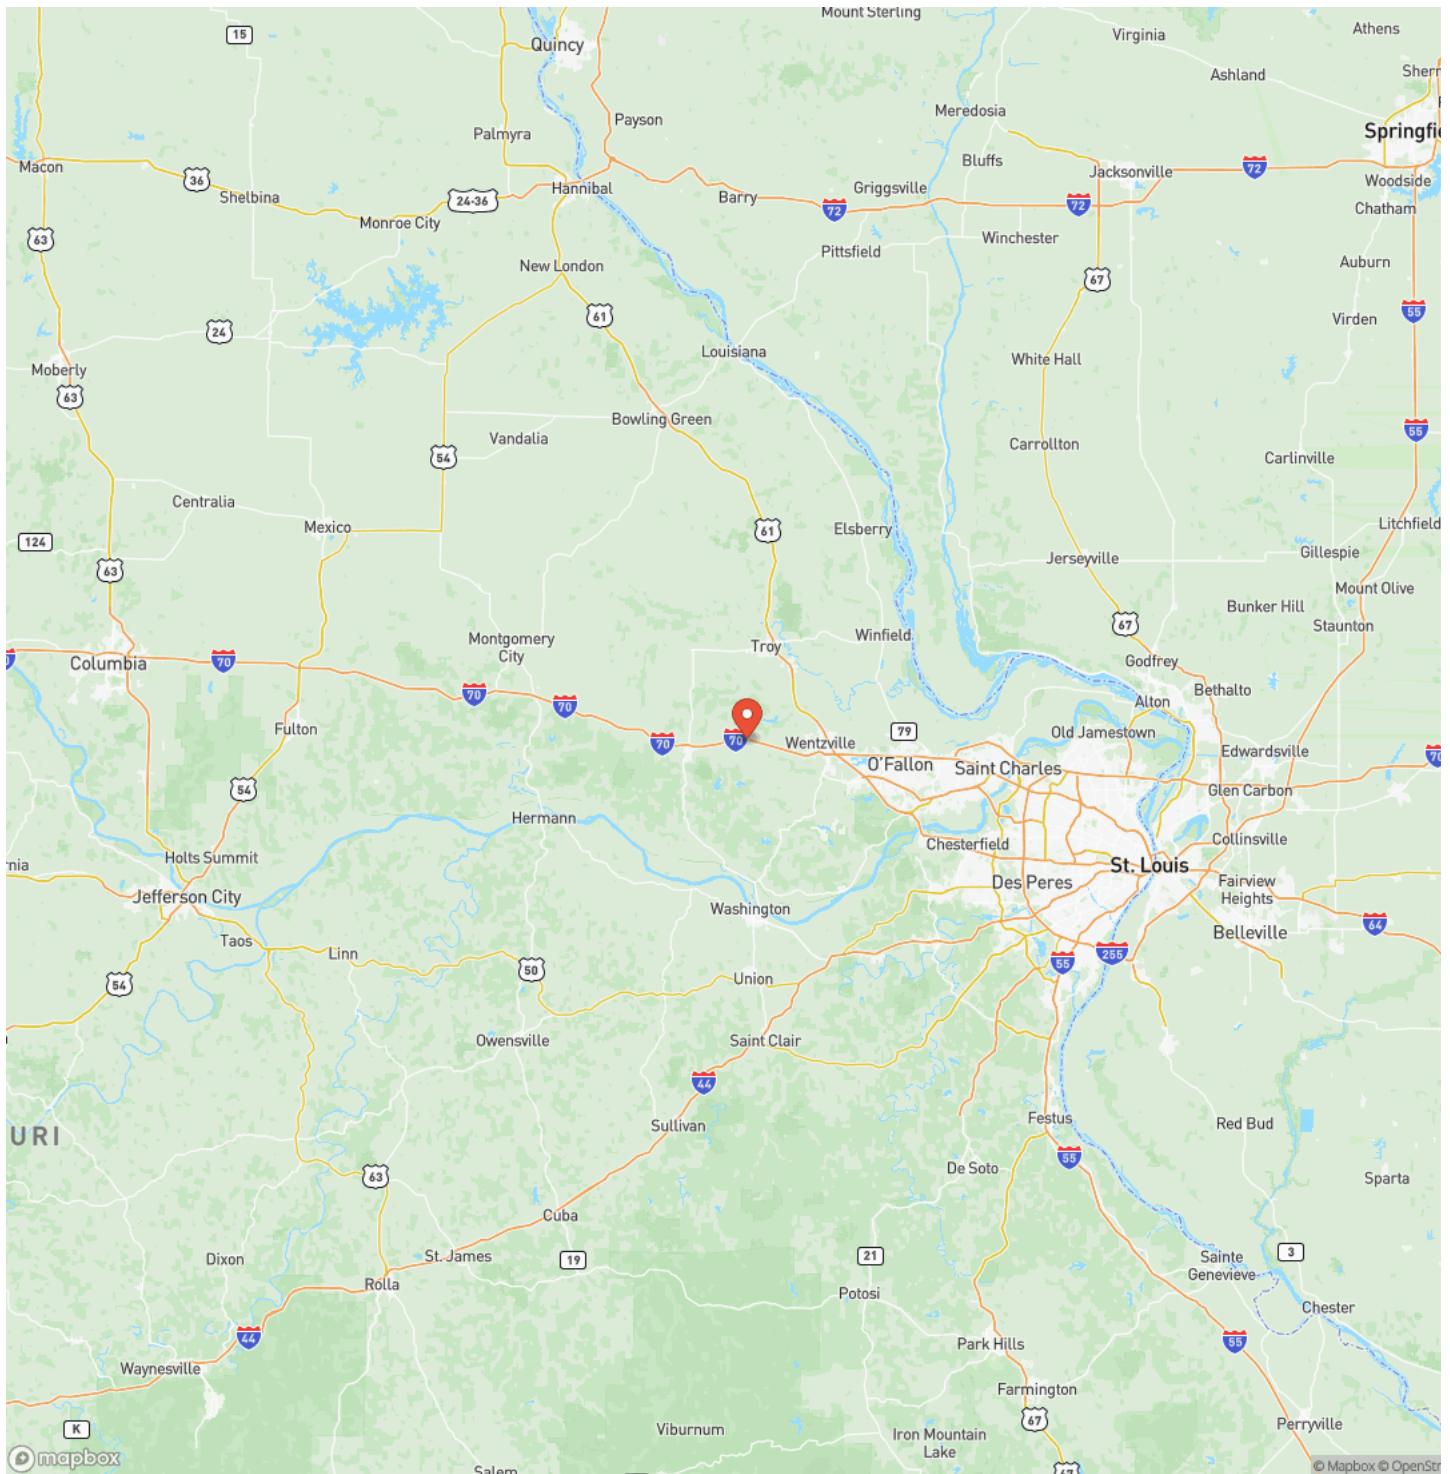 Mount Sterling
15
Quincy
Virginia
Athens
Ashland
Sherm
Meredosia
Payson
Palmyra
Springfie
Bluffs
Macon
36
Jacksonville
72
Woodside
Shelbina
24-36
Hannibal
Barry
Griggsville
72
72
Chatham
Monroe City
63
Pittsfield
Winchester
Auburn
New London
67
61
55
Virden
24
Louisiana
White Hall
Moberly
63
Bowling Green
55
Vandalia
Carrollton
54
Carlinville
Centralia
Mexico
61
Elsberry
Litchfield
124
Jerseyville
Gillespie
63
Mount Olive
Bunker Hill
67
Staunton
Montgomery
City
Troy
Winfield
Columbia
70
Godfrey
70
Bethalto
Alton
70
Fulton
79
Old Jamestown
70
70
Wentzville
Edwardsville
70
O'Fallon
Saint Charles
54
Glen Carbon
Hermann
Chesterfield
Collinsville
Holts Summit
rnia
St. Louis
Des Peres
Fairview
Heights
Jefferson City
Washington
64
Belleville
Taos
Linn
50
55
255
54
Union
Owensville
Saint Clair
44
Sullivan
Festus
Red Bud
URI
55
De Soto
63
Sparta
Cuba
Dixon
St. James
19
21
3
Sainte
Genevieve
Rolla
Potosi
Chester
44
Park Hills
55
Waynesville
Farmington
67
Perryville
K
Viburnum
Iron Mountain
Lake
mapbox
Salem
67
© Mapbox © OpenStr